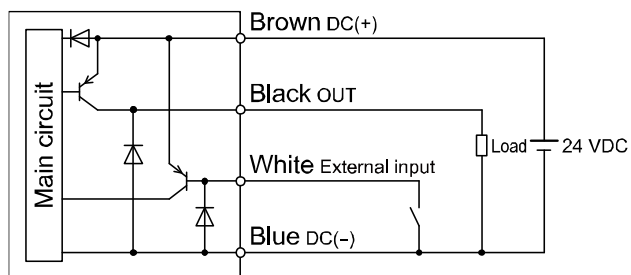 Brown DC(+)
Main circuit
Black OUT
Load
24 VDC
White External input
Blue DC(−)